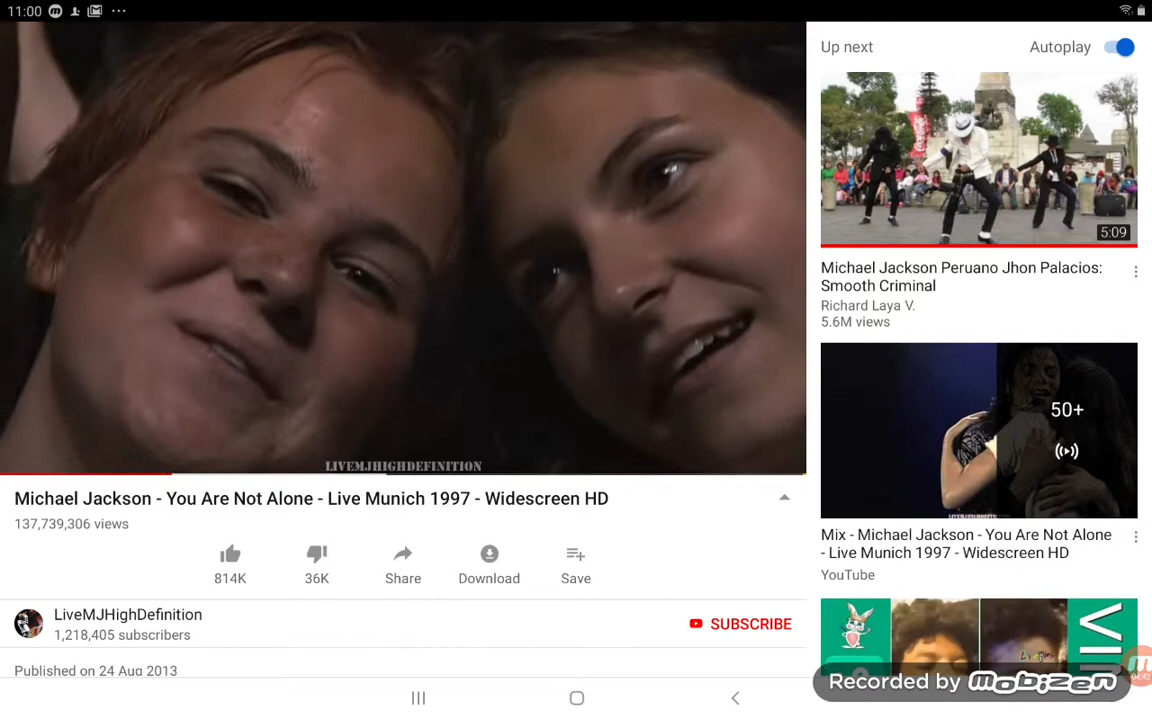 11:00
LIVEMJHIGHDEFINITION
Michael Jackson - You Are Not Alone - Live Munich 1997 - Widescreen HD
137,739,306 views
814K
36K
Share
Download
Save
LiveMJHighDefinition
1,218,405 subscribers
SUBSCRIBE
Published on 24 Aug 2013
Up next
Autoplay
5:09
Michael Jackson Peruano Jhon Palacios:
Smooth Criminal
Richard Laya V.
5.6M views
50+
Mix - Michael Jackson - You Are Not Alone
- Live Munich 1997 - Widescreen HD
YouTube
Recorded by mobizen
04:43